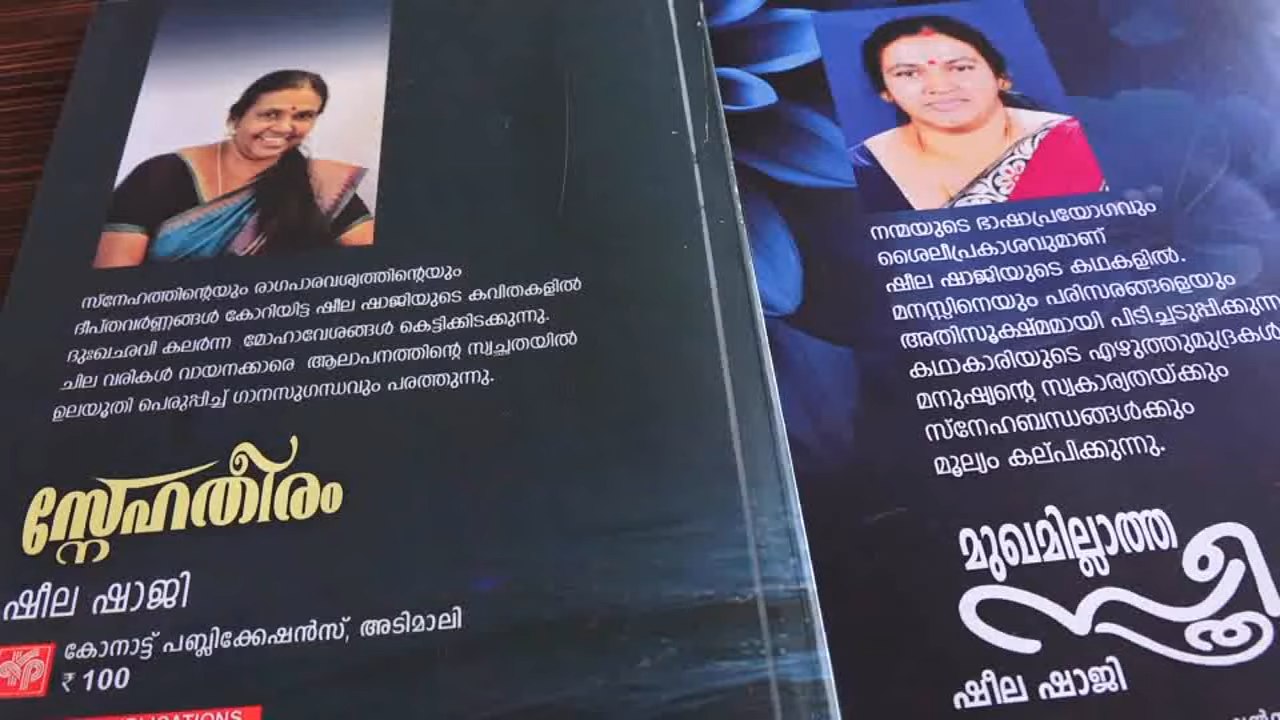 സ്നേഹത്തിന്റെയും രാഗപാരവശ്യത്തിന്റെയും
ദീപ്തവർണ്ണങ്ങൾ കോറിയിട്ട ഷീല ഷാജിയുടെ കവിതകളിൽ
ദുഃഖഛവി കലർന്ന മോഹാവേശങ്ങൾ കെട്ടിക്കിടക്കുന്നു.
ചില വരികൾ വായനക്കാരെ ആലാപനത്തിന്റെ സ്വച്ഛതയിൽ
ഉലയൂതി പെരുപ്പിച്ച് ഗാനസുഗന്ധവും പരത്തുന്നു.
സ്നേഹതീരം
ഷീല ഷാജി
കോനാട്ട് പബ്ലിക്കേഷൻസ്, അടിമാലി
₹ 100
നന്മയുടെ ഭാഷാപ്രയോഗവും
ശൈലീപ്രകാശവുമാണ്
ഷീല ഷാജിയുടെ കഥകളിൽ.
മനസ്സിനെയും പരിസരങ്ങളെയും
അതിസൂക്ഷ്മമായി പിടിച്ചടുപ്പിക്കുന്ന
കഥാകാരിയുടെ എഴുത്തുമുദ്രകൾ
മനുഷ്യന്റെ സ്വകാര്യതയ്ക്കും
സ്നേഹബന്ധങ്ങൾക്കും
മൂല്യം കല്പിക്കുന്നു.
മുഖമില്ലാത്ത
സ്ത്രീ
ഷീല ഷാജി